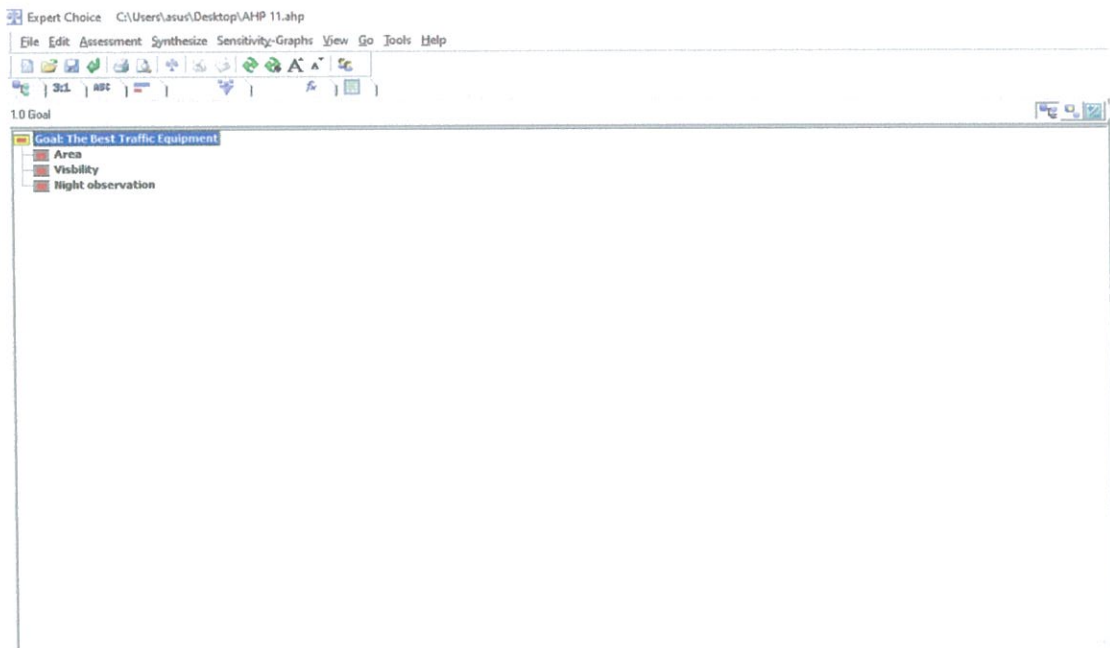 Expert Choice C:\Users\asus\Desktop\AHP 11.ahp
File Edit Assessment Synthesize Sensitivity-Graphs View Go Tools Help
A A
3:1 ABC
1.0 Goal
Goal: The Best Traffic Equipment
Area
Visbility
Night observation